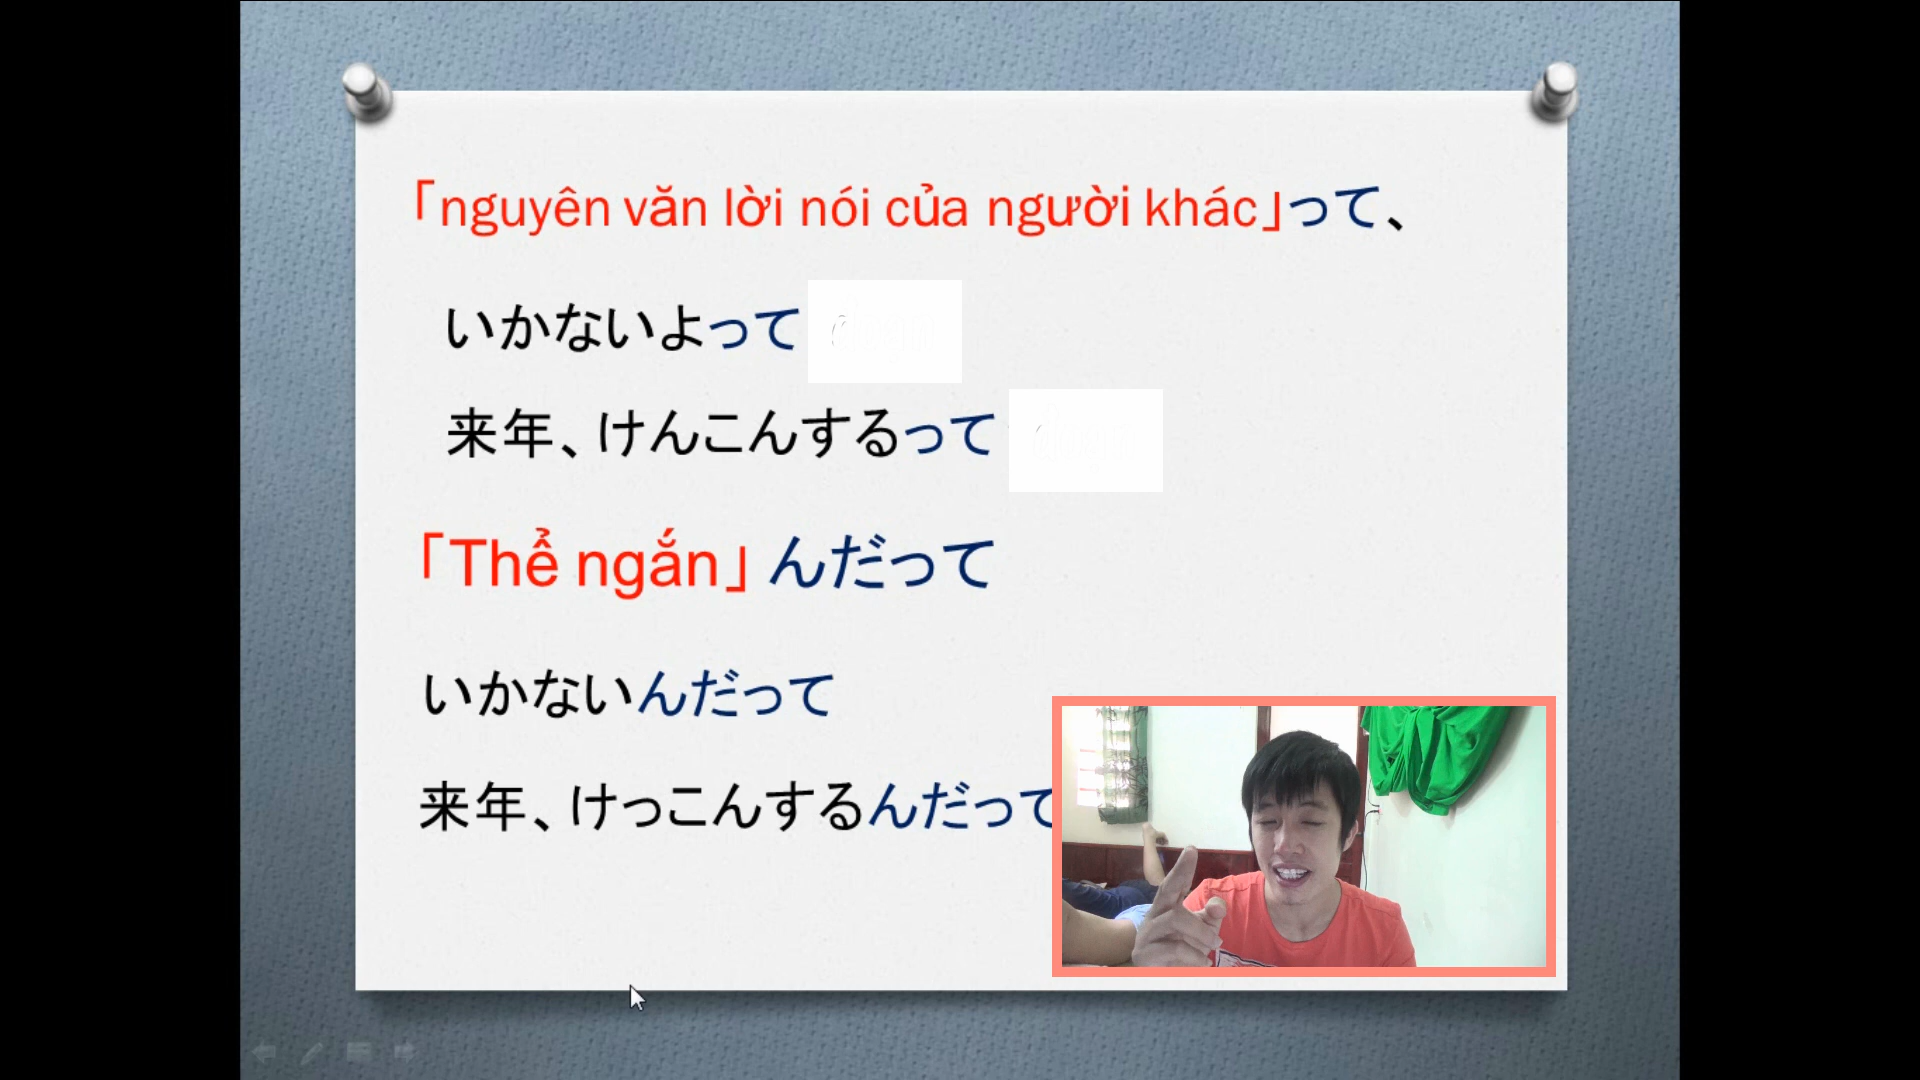 「nguyên văn lời nói của người khác」って、
いかないよって
来年、けんこんするって
「Thể ngắn」んだって
いかないんだって
来年、けっこんするんだって